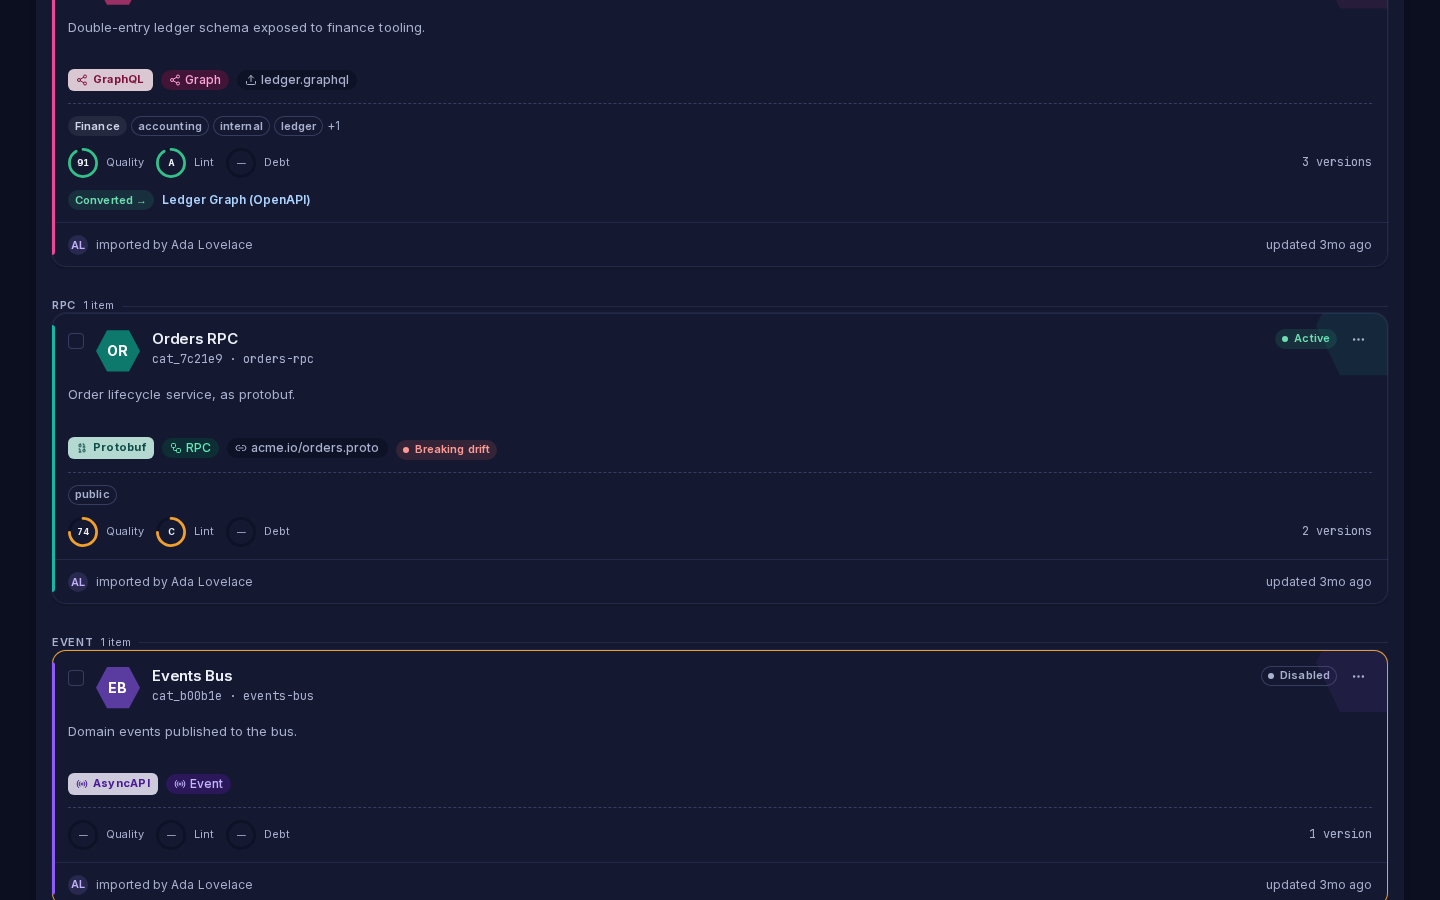 Double-entry ledger schema exposed to finance tooling.
GraphQL Graph ledger.graphql
Finance accounting internal ledger +1
91 Quality A Lint — Debt 3 versions
Converted → Ledger Graph (OpenAPI)
AL imported by Ada Lovelace updated 3mo ago
RPC 1 item
OR Orders RPC Active ···
cat_7c21e9 · orders-rpc
Order lifecycle service, as protobuf.
Protobuf RPC acme.io/orders.proto Breaking drift
public
74 Quality C Lint — Debt 2 versions
AL imported by Ada Lovelace updated 3mo ago
EVENT 1 item
EB Events Bus Disabled ···
cat_b00b1e · events-bus
Domain events published to the bus.
AsyncAPI Event
— Quality — Lint — Debt 1 version
AL imported by Ada Lovelace updated 3mo ago